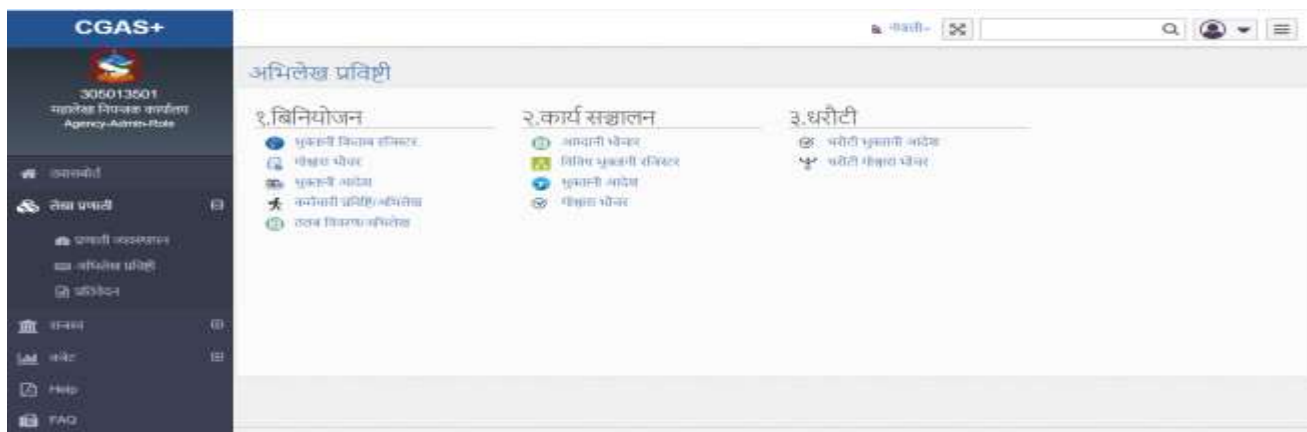 CGAS+
नेपाली
305013501
महालेखा नियन्त्रक कार्यालय
Agency-Admin-Role
ड्यासबोर्ड
लेखा प्रणाली
प्रणाली व्यवस्थापन
अभिलेख प्रविष्टी
प्रतिवेदन
राजस्व
बजेट
Help
FAQ
अभिलेख प्रविष्टी
१.बिनियोजन
भुक्तानी किताब रजिस्टर
गोश्वारा भौचर
भुक्तानी आदेश
कर्मचारी प्रविष्टि/अभिलेख
तलब विवरण/अभिलेख
२.कार्य सञ्चालन
आम्दानी भौचर
विविध भुक्तानी रजिस्टर
भुक्तानी आदेश
गोश्वारा भौचर
३.धरौटी
धरौटी भुक्तानी आदेश
धरौटी गोश्वारा भौचर